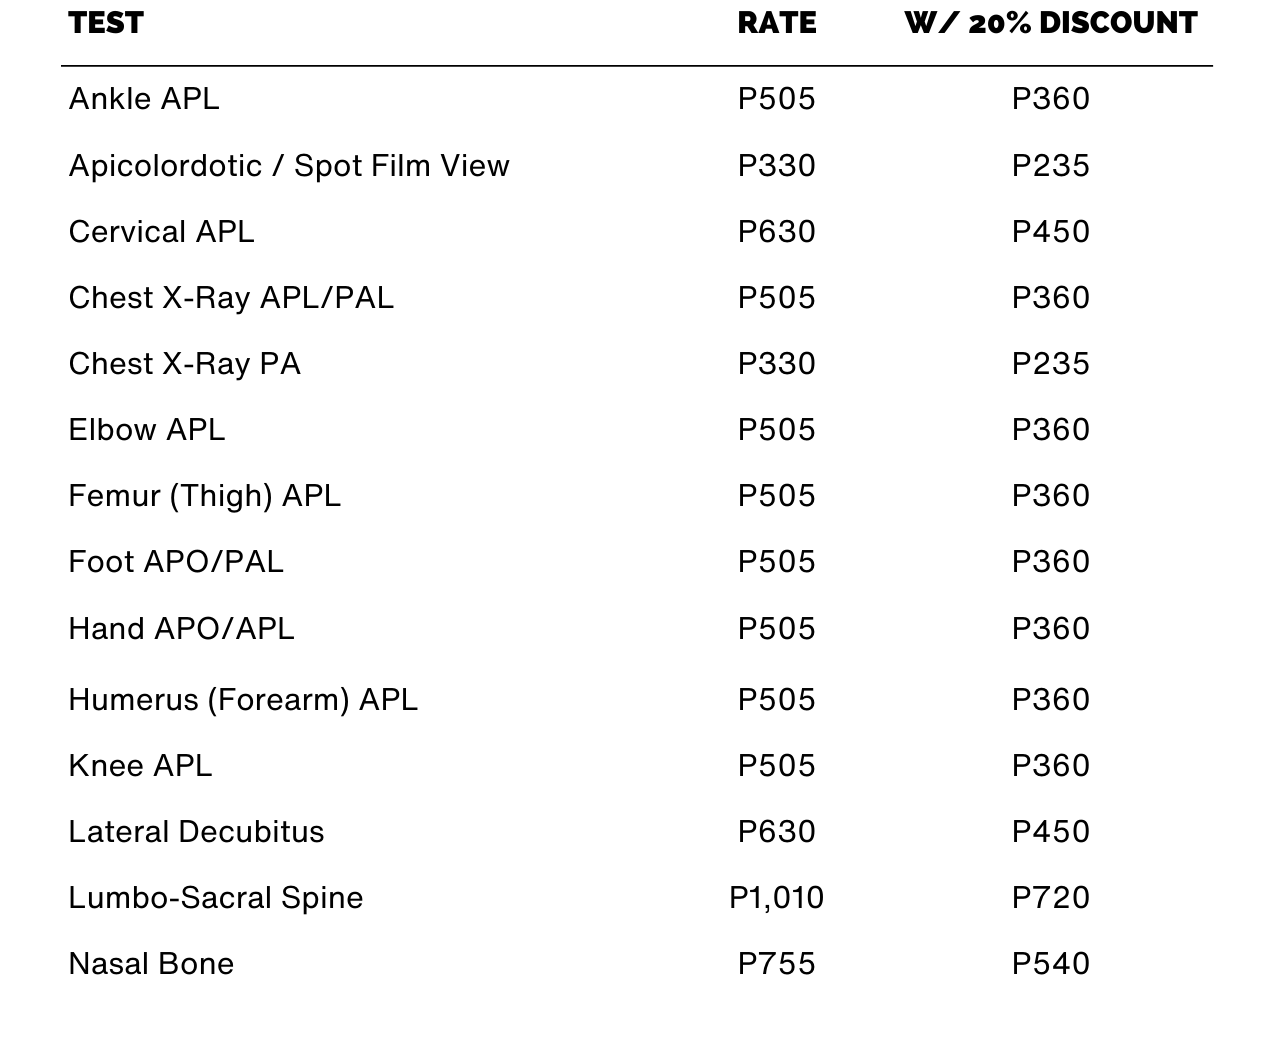 TEST RATE W/ 20% DISCOUNT
Ankle APL P505 P360
Apicolordotic / Spot Film View P330 P235
Cervical APL P630 P450
Chest X-Ray APL/PAL P505 P360
Chest X-Ray PA P330 P235
Elbow APL P505 P360
Femur (Thigh) APL P505 P360
Foot APO/PAL P505 P360
Hand APO/APL P505 P360
Humerus (Forearm) APL P505 P360
Knee APL P505 P360
Lateral Decubitus P630 P450
Lumbo-Sacral Spine P1,010 P720
Nasal Bone P755 P540